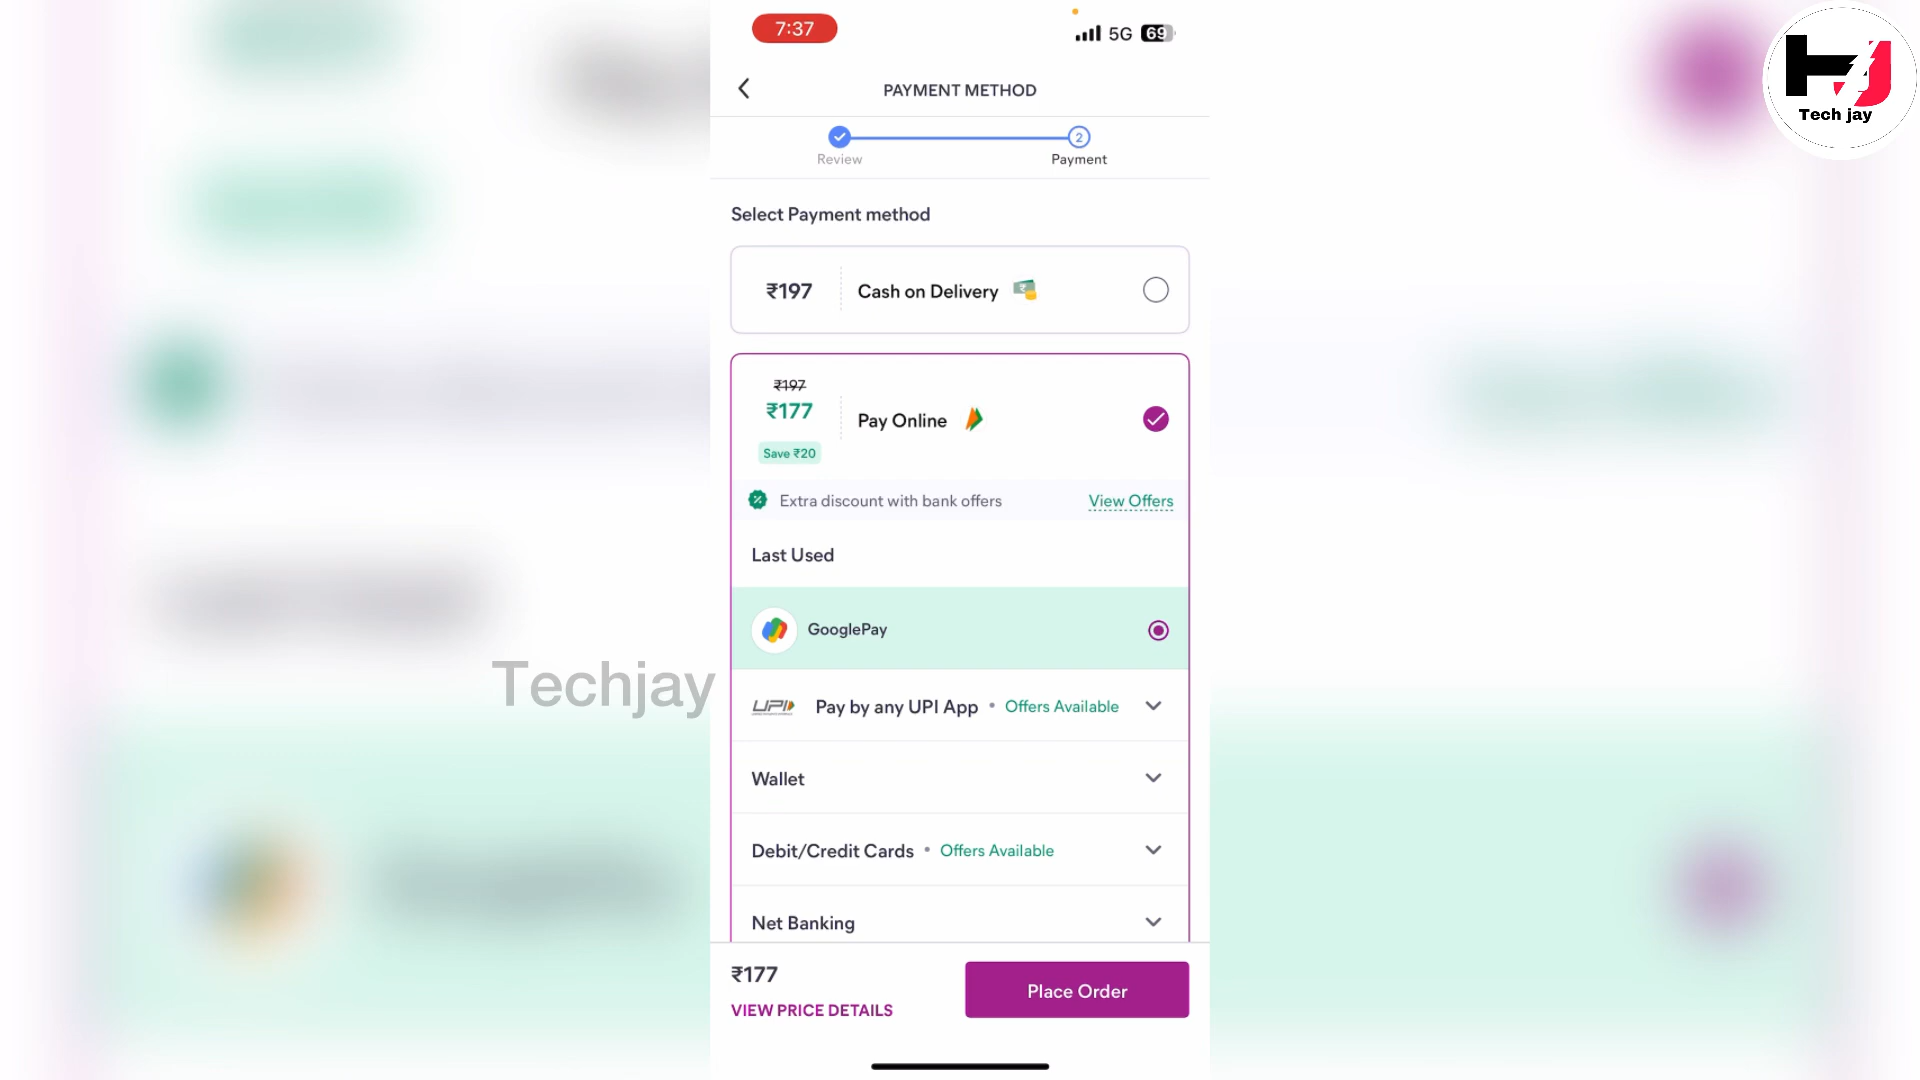 7:37
5G 69
Tech jay
PAYMENT METHOD
2
Review
Payment
Select Payment method
₹197
Cash on Delivery
₹197
₹177
Pay Online
Save ₹20
Extra discount with bank offers
View Offers
Last Used
GooglePay
Techjay
UPI
Pay by any UPI App • Offers Available
Wallet
Debit/Credit Cards • Offers Available
Net Banking
₹177
VIEW PRICE DETAILS
Place Order